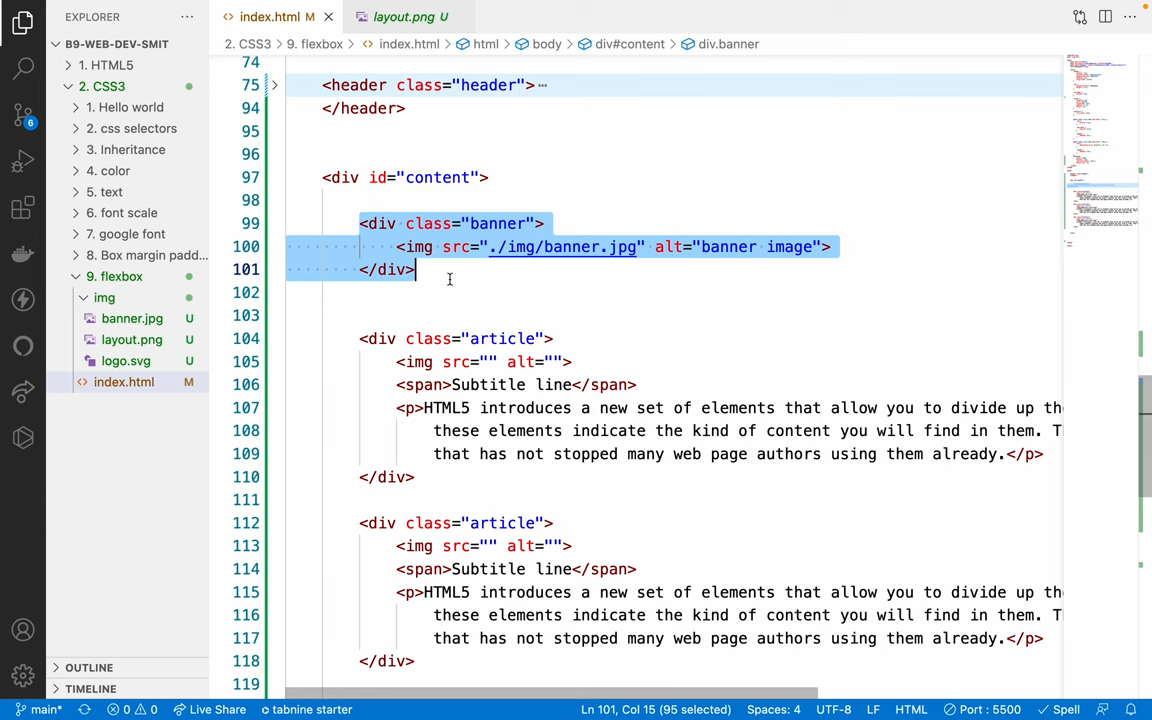 EXPLORER
B9-WEB-DEV-SMIT
1. HTML5
2. CSS3
1. Hello world
2. css selectors
3. Inheritance
4. color
5. text
6. font scale
7. google font
8. Box margin padd...
9. flexbox
img
banner.jpg U
layout.png U
logo.svg U
index.html M
OUTLINE
TIMELINE
6
index.html M
layout.png U
2. CSS3 > 9. flexbox > index.html > html > body > div#content > div.banner
74
75 <header class="header">
94 </header>
95
96
97 <div id="content">
98
99 <div class="banner">
100 <img src="./img/banner.jpg" alt="banner image">
101 </div>
102
103
104 <div class="article">
105 <img src="" alt="">
106 <span>Subtitle line</span>
107 <p>HTML5 introduces a new set of elements that allow you to divide up th
108 these elements indicate the kind of content you will find in them. T
109 that has not stopped many web page authors using them already.</p>
110 </div>
111
112 <div class="article">
113 <img src="" alt="">
114 <span>Subtitle line</span>
115 <p>HTML5 introduces a new set of elements that allow you to divide up th
116 these elements indicate the kind of content you will find in them. T
117 that has not stopped many web page authors using them already.</p>
118 </div>
119
main* 0 0 Live Share tabnine starter Ln 101, Col 15 (95 selected) Spaces: 4 UTF-8 LF HTML Port : 5500 Spell